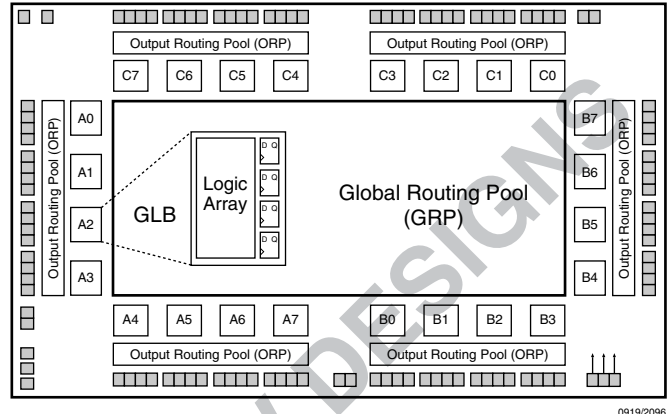 Output Routing Pool (ORP)
Output Routing Pool (ORP)
C7 C6 C5 C4
C3 C2 C1 C0
Output Routing Pool (ORP)
A0
A1
A2
A3
GLB
Logic
Array
D Q
D Q
D Q
D Q
Global Routing Pool
(GRP)
B7
B6
B5
B4
Output Routing Pool (ORP)
A4 A5 A6 A7
B0 B1 B2 B3
Output Routing Pool (ORP)
Output Routing Pool (ORP)
DESIGNS
0919/2096